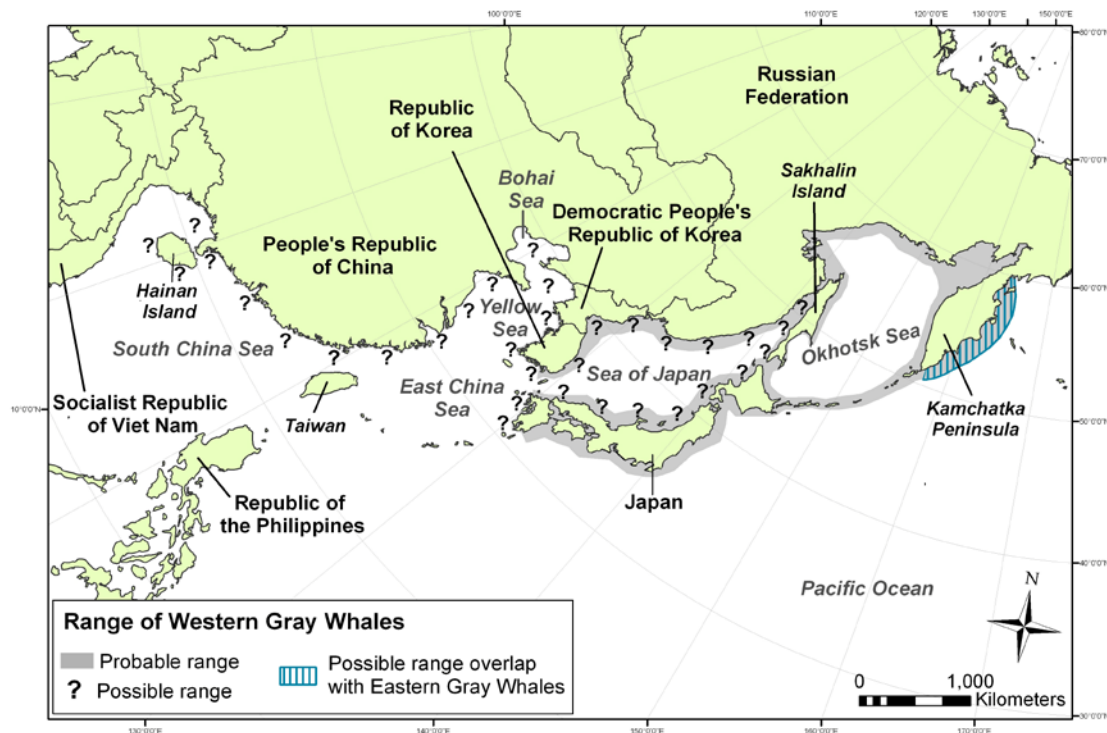 100°0'0"E
110°0'0"E
120°0'0"E
130°0'0"E
150°0'0"E
80°0'0"N
Russian
Federation
Republic
of Korea
70°0'0"N
Sakhalin
Island
Bohai
Sea
Democratic People's
Republic of Korea
People's Republic
of China
Hainan
Island
Yellow
Sea
60°0'0"N
South China Sea
Okhotsk Sea
Sea of Japan
East China
Sea
10°0'0"N
Socialist Republic
of Viet Nam
Taiwan
Kamchatka
Peninsula
50°0'0"N
Republic of
the Philippines
Japan
40°0'0"N
Pacific Ocean
N
Range of Western Gray Whales
Probable range
? Possible range
Possible range overlap
with Eastern Gray Whales
0 1,000
Kilometers
30°0'0"N
130°0'0"E
140°0'0"E
150°0'0"E
160°0'0"E
170°0'0"E